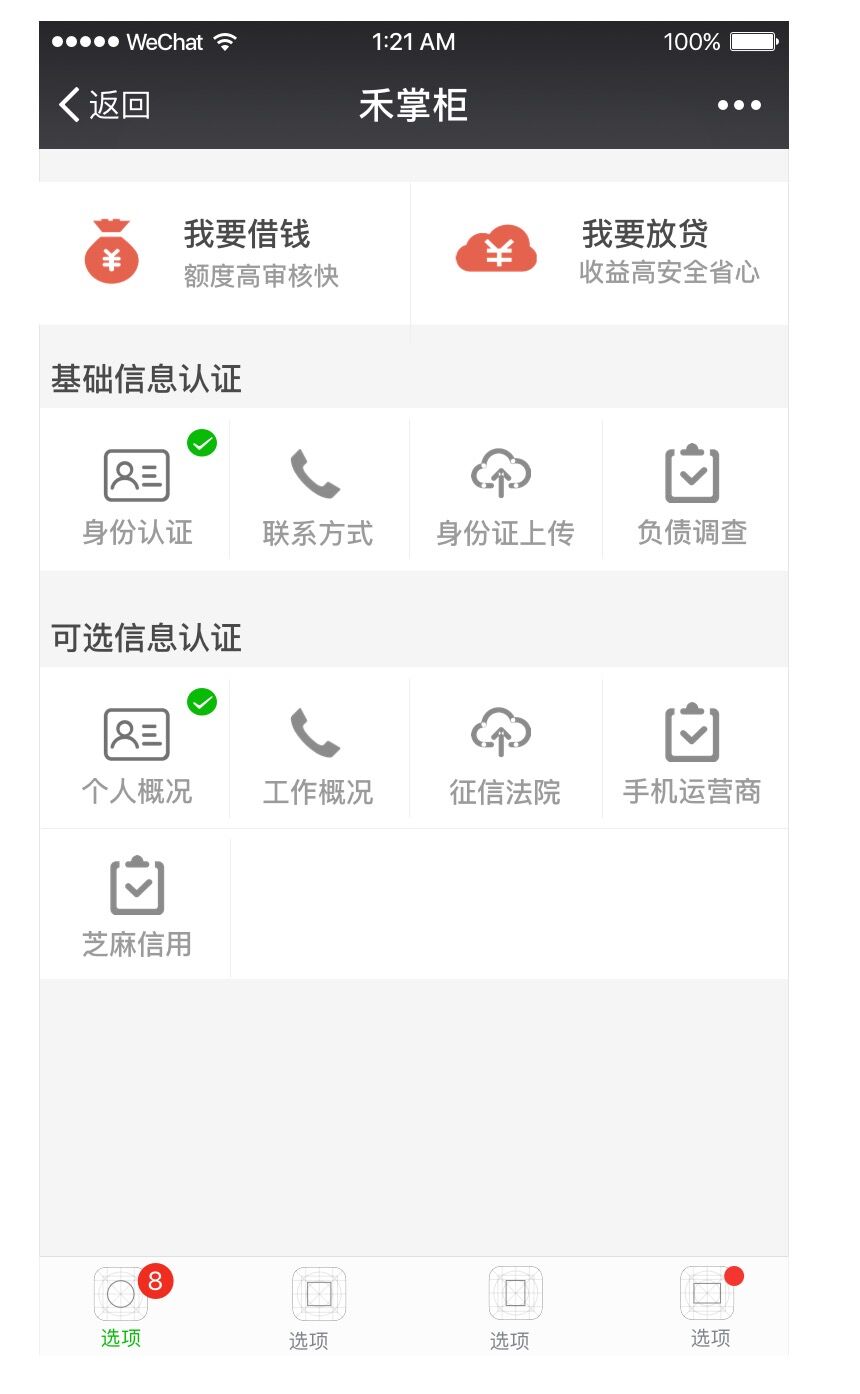 WeChat 1:21 AM 100%
返回 禾掌柜
我要借钱 我要放贷
额度高审核快 收益高安全省心
基础信息认证
身份认证 联系方式 身份证上传 负债调查
可选信息认证
个人概况 工作概况 征信法院 手机运营商
芝麻信用
8
选项 选项 选项 选项